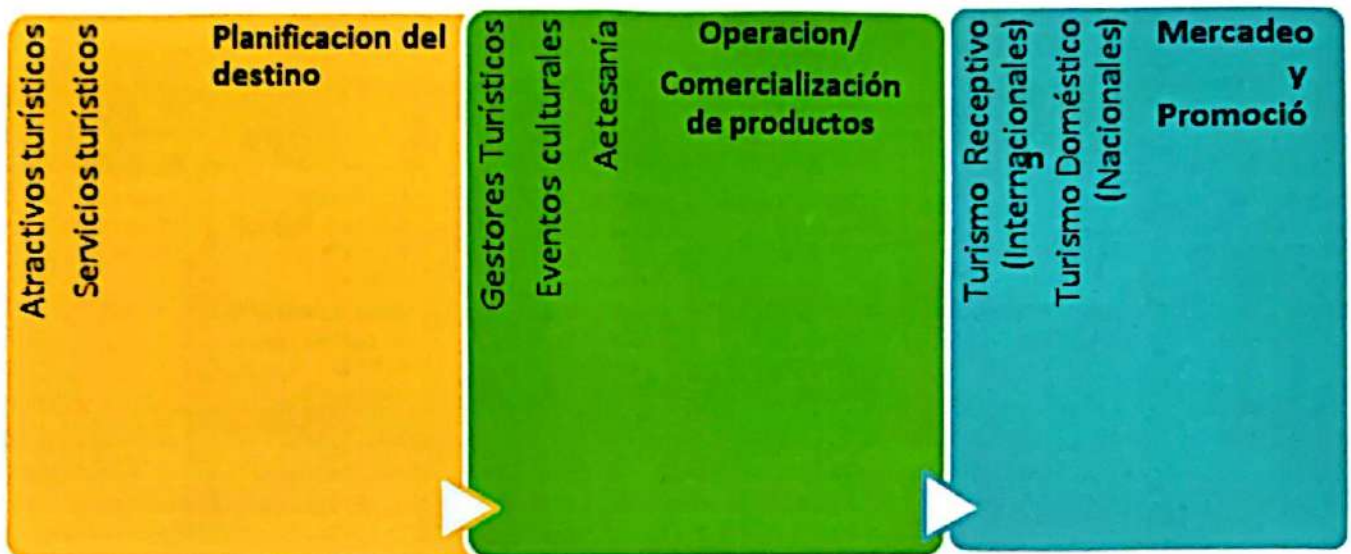 Atractivos turísticos
Servicios turísticos
Planificacion del
destino
Gestores Turísticos
Eventos culturales
Aetesanía
Operacion/
Comercialización
de productos
Turismo Receptivo
(Internacionales)
Turismo Doméstico
(Nacionales)
Mercadeo
y
Promoció
n